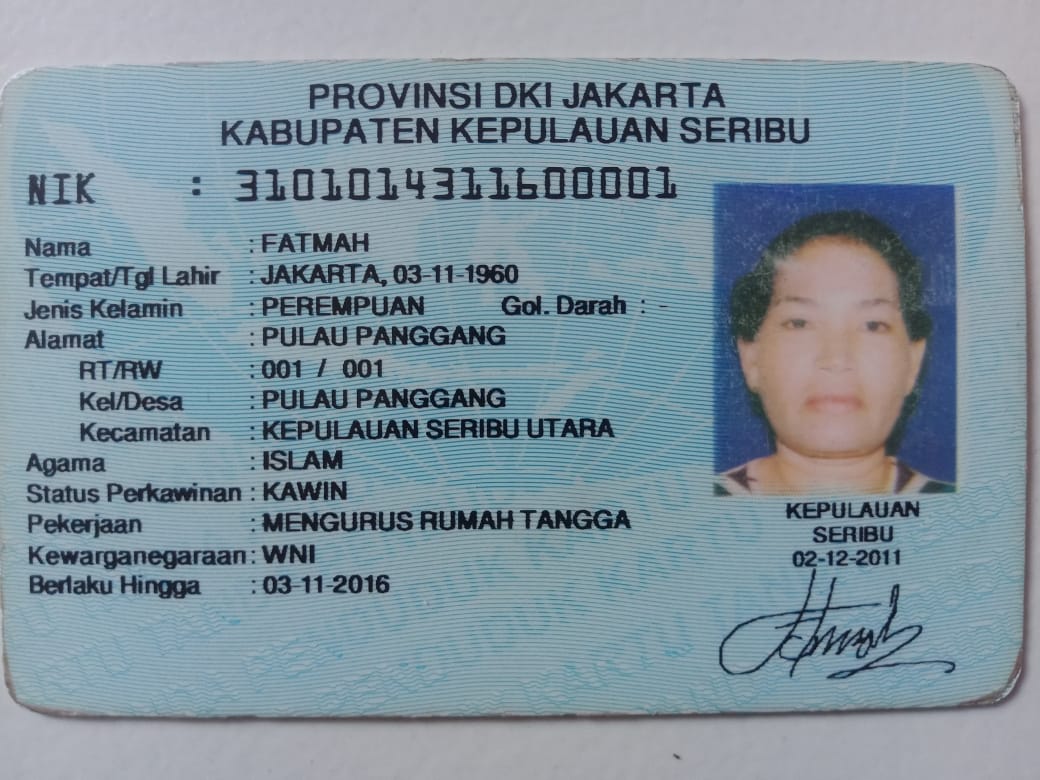 PROVINSI DKI JAKARTA
KABUPATEN KEPULAUAN SERIBU
NIK : 3101014311600001
Nama : FATMAH
Tempat/Tgl Lahir : JAKARTA, 03-11-1960
Jenis Kelamin : PEREMPUAN Gol. Darah : -
Alamat : PULAU PANGGANG
RT/RW : 001 / 001
Kel/Desa : PULAU PANGGANG
Kecamatan : KEPULAUAN SERIBU UTARA
Agama : ISLAM
Status Perkawinan : KAWIN
Pekerjaan : MENGURUS RUMAH TANGGA
Kewarganegaraan : WNI
Berlaku Hingga : 03-11-2016
KEPULAUAN
SERIBU
02-12-2011